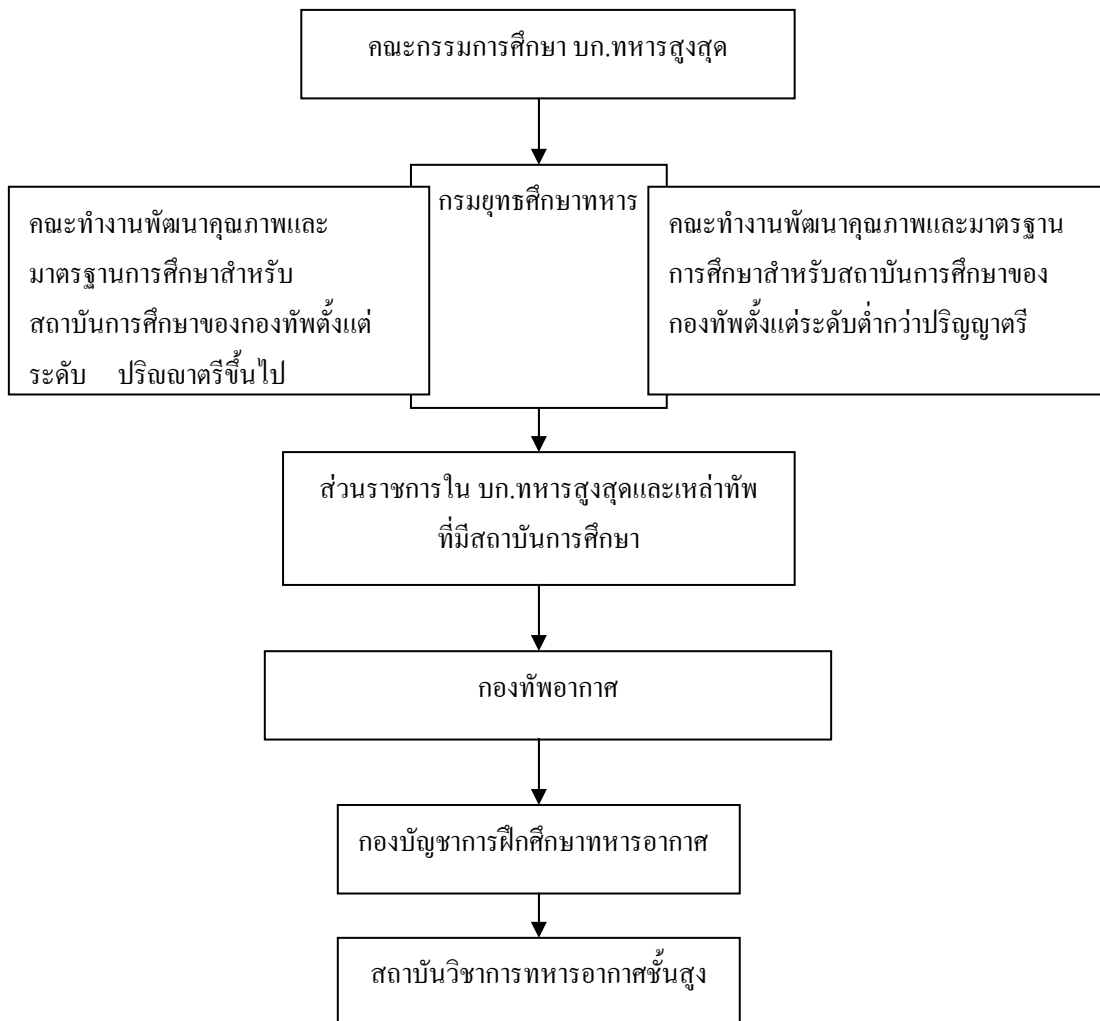 คณะกรรมการศึกษา บก.ทหารสูงสุด
กรมยุทธศึกษาทหาร
คณะทำงานพัฒนาคุณภาพและ
มาตรฐานการศึกษาสำหรับ
สถาบันการศึกษาของกองทัพตั้งแต่
ระดับ ปริญญาตรีขึ้นไป
คณะทำงานพัฒนาคุณภาพและมาตรฐาน
การศึกษาสำหรับสถาบันการศึกษาของ
กองทัพตั้งแต่ระดับต่ำกว่าปริญญาตรี
ส่วนราชการใน บก.ทหารสูงสุดและเหล่าทัพ
ที่มีสถาบันการศึกษา
กองทัพอากาศ
กองบัญชาการฝึกศึกษาทหารอากาศ
สถาบันวิชาการทหารอากาศชั้นสูง